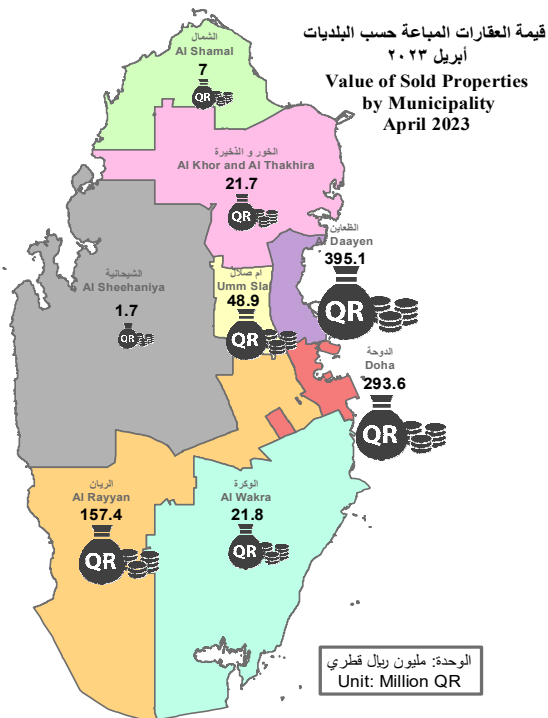 قيمة العقارات المباعة حسب البلديات
أبريل ٢٠٢٣
Value of Sold Properties
by Municipality
April 2023
الشمال
Al Shamal
7
QR
الخور و الذخيرة
Al Khor and Al Thakhira
21.7
QR
الظعاين
Al Daayen
395.1
QR
ام صلال
Umm Sla
48.9
QR
الشيحانية
Al Sheehaniya
1.7
QR
الدوحة
Doha
293.6
QR
الريان
Al Rayyan
157.4
QR
الوكرة
Al Wakra
21.8
QR
الوحدة: مليون ريال قطري
Unit: Million QR